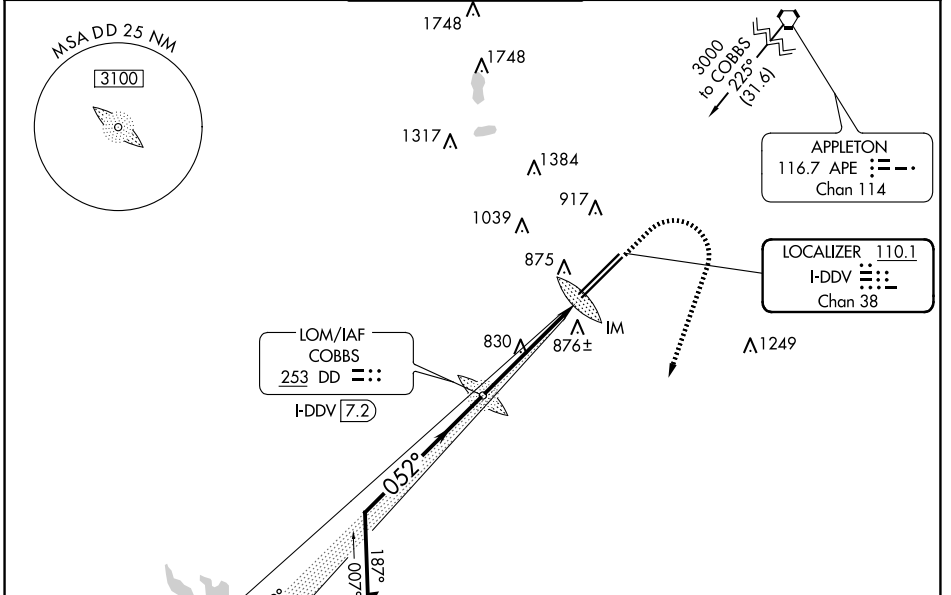 MSA DD 25 NM
3100
1748
1748
1317
1384
917
1039
875
3000
to COBBS
225°
(31.6)
APPLETON
116.7 APE
Chan 114
LOCALIZER 110.1
I-DDV
Chan 38
IM
830
876±
1249
LOM/IAF
COBBS
253 DD
I-DDV 7.2
052°
187°
007°